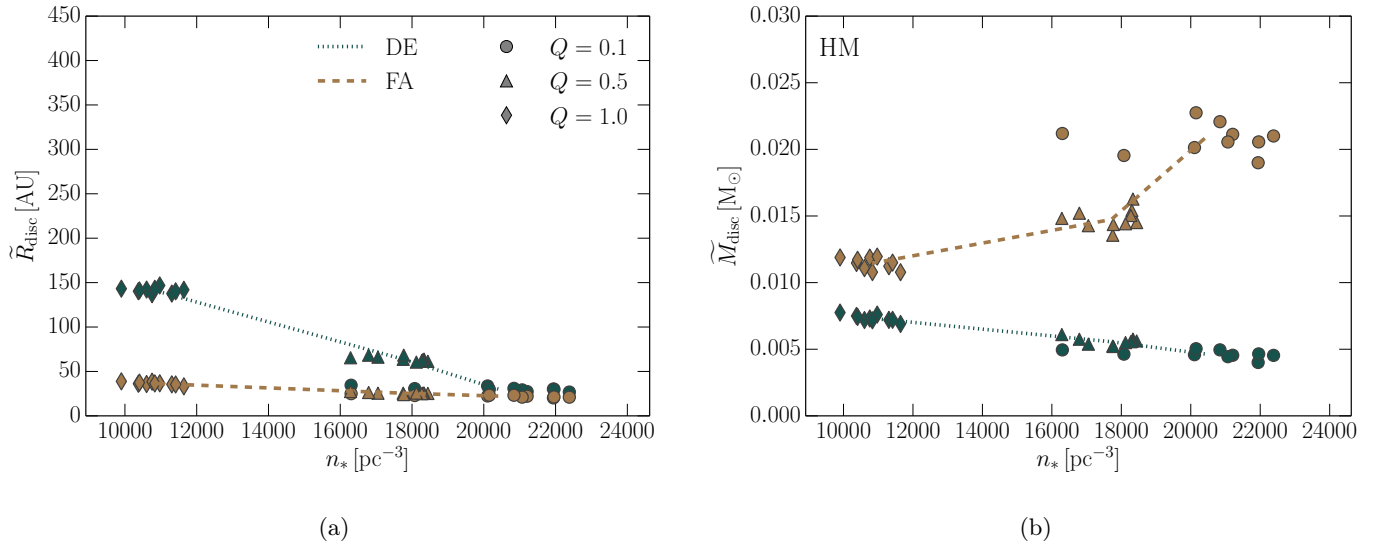 450
400
350
300
250
200
150
100
50
0
R̃disc [AU]
DE
FA
Q = 0.1
Q = 0.5
Q = 1.0
10000 12000 14000 16000 18000 20000 22000 24000
n* [pc⁻³]
(a)
0.030
0.025
0.020
0.015
0.010
0.005
0.000
M̃disc [M⊙]
HM
10000 12000 14000 16000 18000 20000 22000 24000
n* [pc⁻³]
(b)